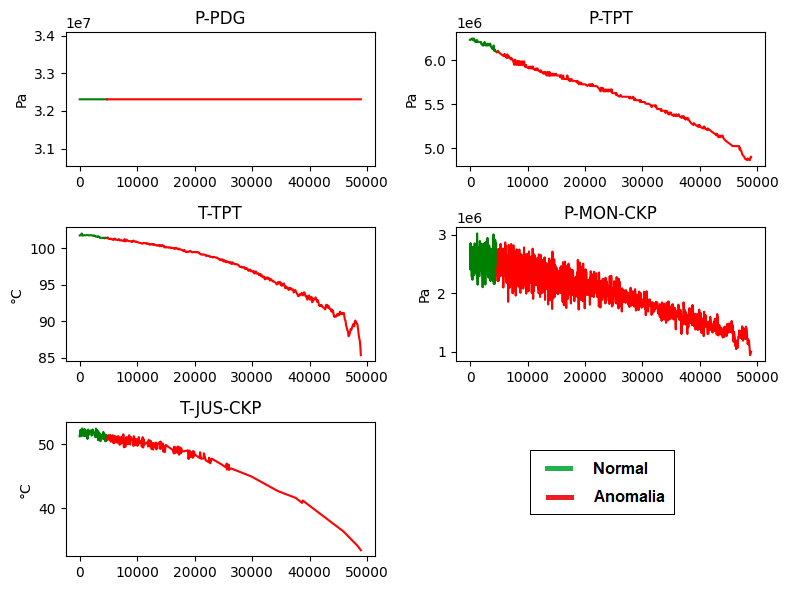 P-PDG
1e7
3.4
3.3
3.2
3.1
Pa
0 10000 20000 30000 40000 50000
P-TPT
1e6
6.0
5.5
5.0
Pa
0 10000 20000 30000 40000 50000
T-TPT
100
95
90
85
°C
0 10000 20000 30000 40000 50000
P-MON-CKP
1e6
3
2
1
Pa
0 10000 20000 30000 40000 50000
T-JUS-CKP
50
40
°C
0 10000 20000 30000 40000 50000
Normal
Anomalia